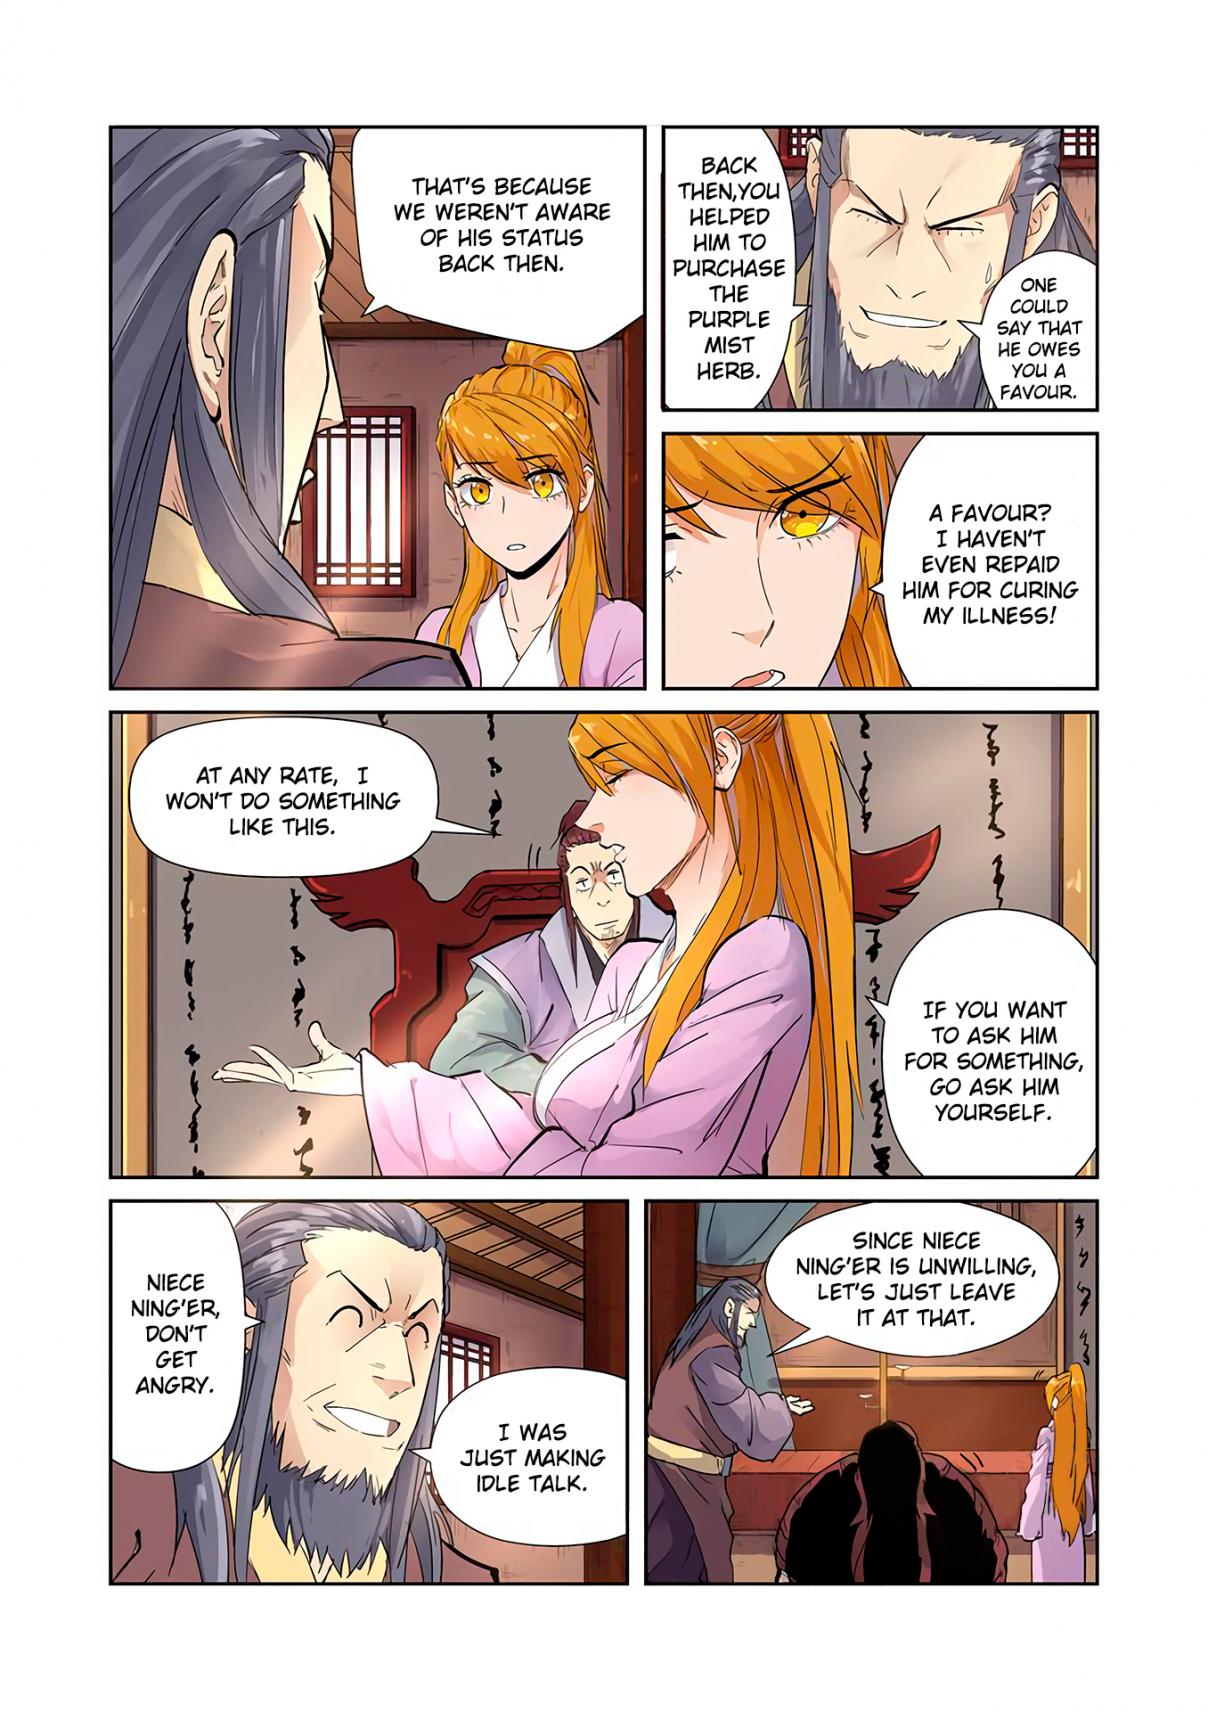 THAT'S BECAUSE
WE WEREN'T AWARE
OF HIS STATUS
BACK THEN.
BACK
THEN,YOU
HELPED
HIM TO
PURCHASE
THE
PURPLE
MIST
HERB.
ONE
COULD
SAY THAT
HE OWES
YOU A
FAVOUR.
A FAVOUR?
I HAVEN'T
EVEN REPAID
HIM FOR CURING
MY ILLNESS!
AT ANY RATE, I
WON'T DO SOMETHING
LIKE THIS.
IF YOU WANT
TO ASK HIM
FOR SOMETHING,
GO ASK HIM
YOURSELF.
NIECE
NING'ER,
DON'T
GET
ANGRY.
I WAS
JUST MAKING
IDLE TALK.
SINCE NIECE
NING'ER IS UNWILLING,
LET'S JUST LEAVE
IT AT THAT.